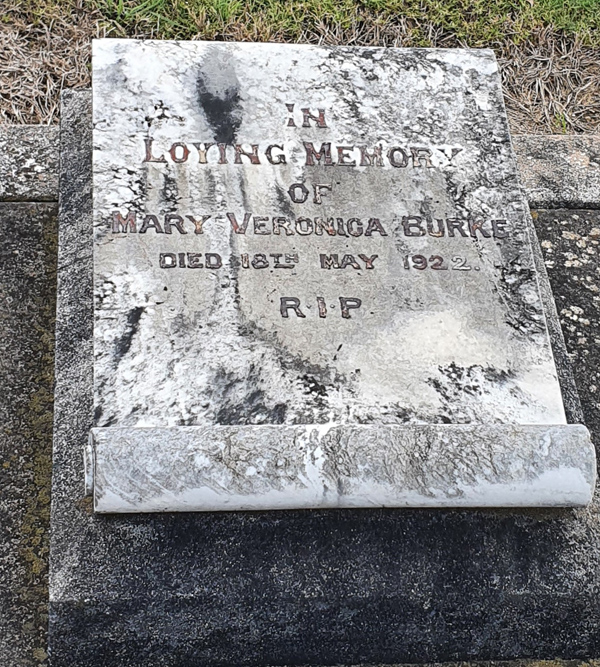 IN
LOVING MEMORY
OF
MARY VERONICA BURKE
DIED 18TH MAY 1922.
R·I·P